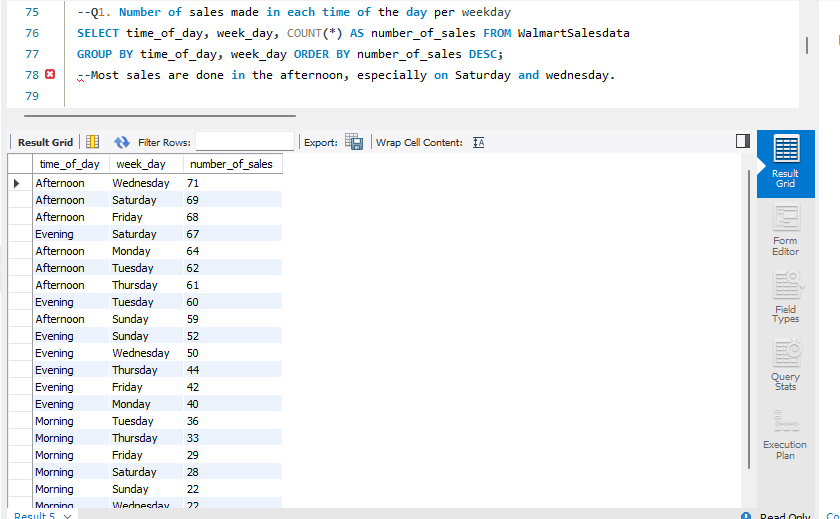 75 --Q1. Number of sales made in each time of the day per weekday
76 SELECT time_of_day, week_day, COUNT(*) AS number_of_sales FROM WalmartSalesdata
77 GROUP BY time_of_day, week_day ORDER BY number_of_sales DESC;
78 --Most sales are done in the afternoon, especially on Saturday and wednesday.
79
Result Grid Filter Rows: Export: Wrap Cell Content: IA
time_of_day week_day number_of_sales
Afternoon Wednesday 71
Afternoon Saturday 69
Afternoon Friday 68
Evening Saturday 67
Afternoon Monday 64
Afternoon Tuesday 62
Afternoon Thursday 61
Evening Tuesday 60
Afternoon Sunday 59
Evening Sunday 52
Evening Wednesday 50
Evening Thursday 44
Evening Friday 42
Evening Monday 40
Morning Tuesday 36
Morning Thursday 33
Morning Friday 29
Morning Saturday 28
Morning Sunday 22
Morning Wednesday 22
Result
Grid
Form
Editor
Field
Types
Query
Stats
Execution
Plan
Result 5
Read Only
Co